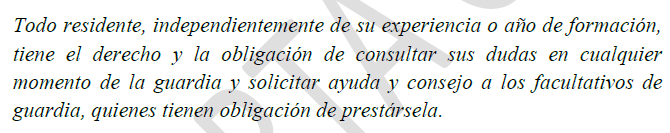 Todo residente, independientemente de su experiencia o año de formación,
tiene el derecho y la obligación de consultar sus dudas en cualquier
momento de la guardia y solicitar ayuda y consejo a los facultativos de
guardia, quienes tienen obligación de prestársela.